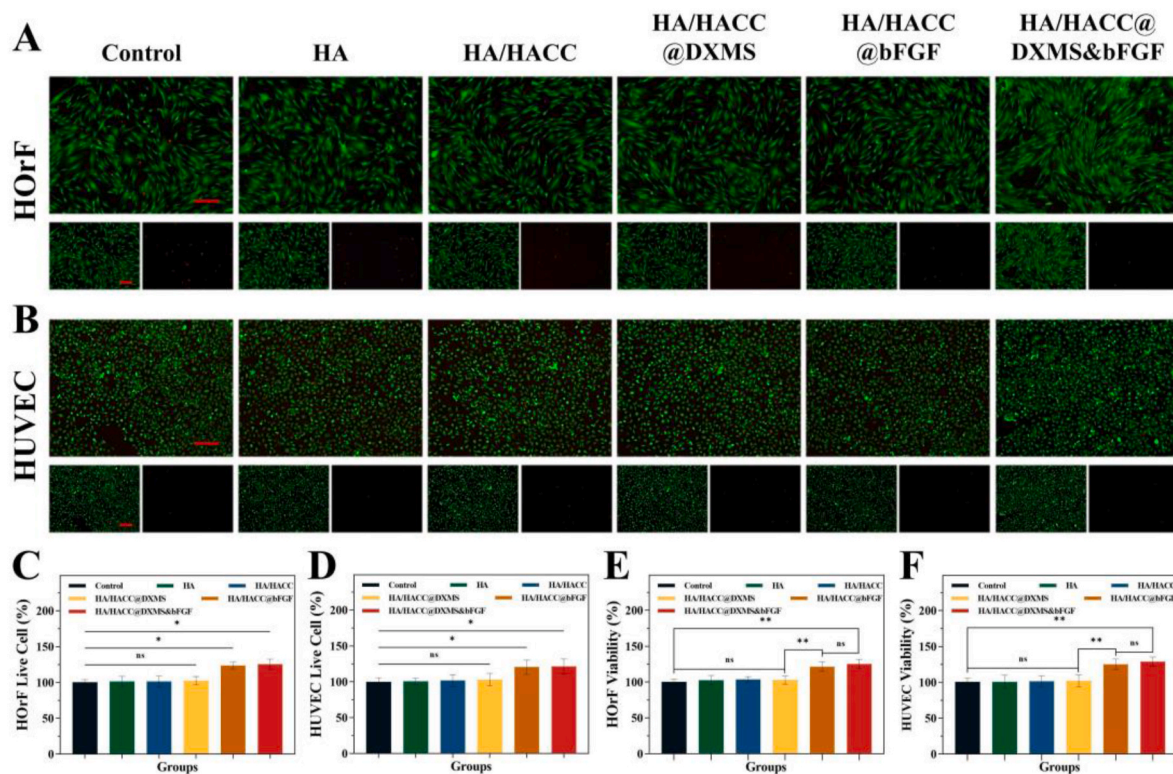 A
Control
HA
HA/HACC
HA/HACC
@DXMS
HA/HACC
@bFGF
HA/HACC@
DXMS&bFGF
HOrF
B
HUVEC
C
HOrF Live Cell (%)
200
150
100
50
0
Control
HA
HA/HACC
HA/HACC@DXMS
HA/HACC@bFGF
HA/HACC@DXMS&bFGF
*
*
ns
Groups
D
HUVEC Live Cell (%)
200
150
100
50
0
Control
HA
HA/HACC
HA/HACC@DXMS
HA/HACC@bFGF
HA/HACC@DXMS&bFGF
*
*
ns
Groups
E
HOrF Viability (%)
200
150
100
50
0
Control
HA
HA/HACC
HA/HACC@DXMS
HA/HACC@bFGF
HA/HACC@DXMS&bFGF
**
**
ns
ns
Groups
F
HUVEC Viability (%)
200
150
100
50
0
Control
HA
HA/HACC
HA/HACC@DXMS
HA/HACC@bFGF
HA/HACC@DXMS&bFGF
**
**
ns
ns
Groups